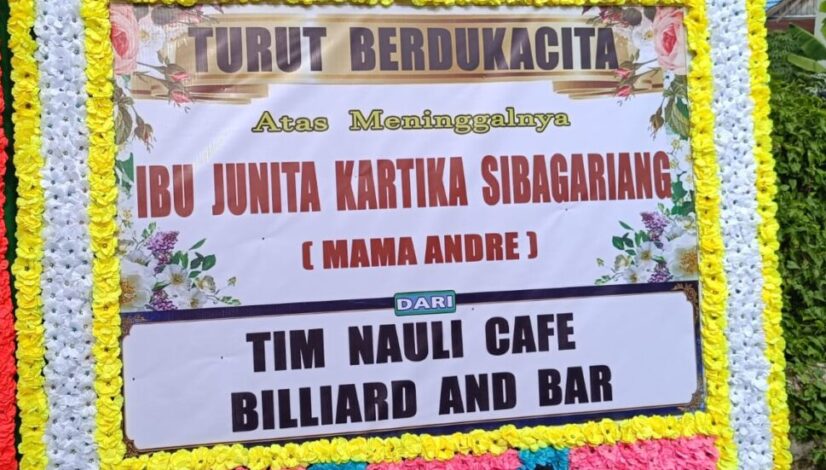 TURUT BERDUKACITA
Atas Meninggalnya
IBU JUNITA KARTIKA SIBAGARIANG
( MAMA ANDRE )
DARI
TIM NAULI CAFE
BILLIARD AND BAR